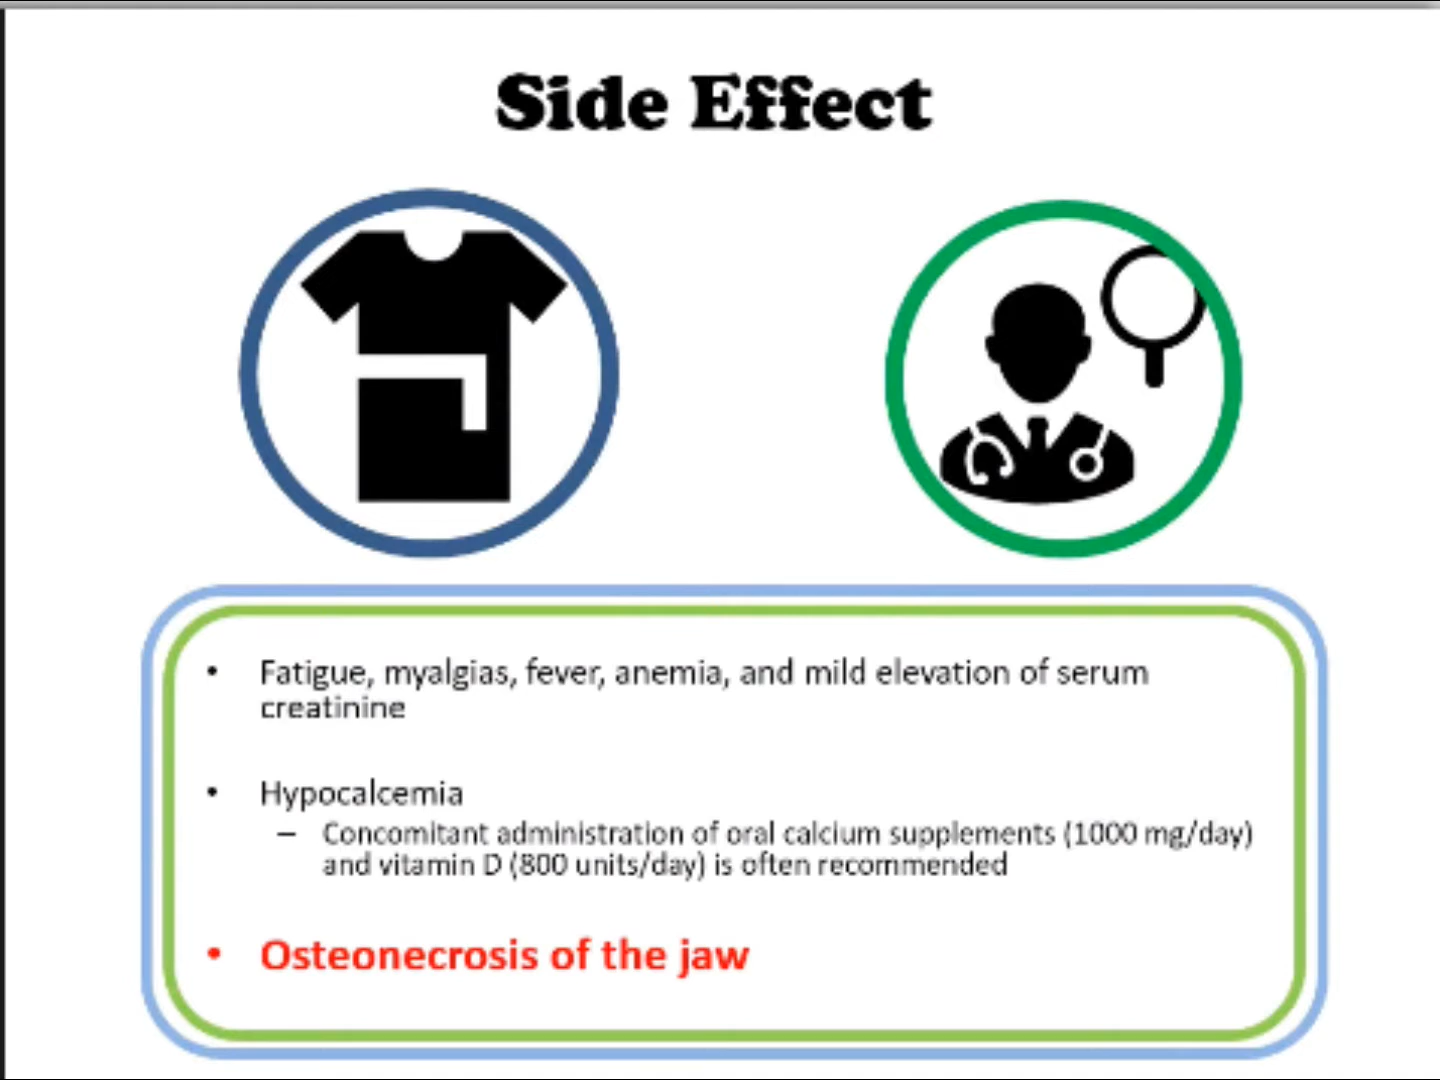 Side Effect
• Fatigue, myalgias, fever, anemia, and mild elevation of serum
creatinine
• Hypocalcemia
– Concomitant administration of oral calcium supplements (1000 mg/day)
and vitamin D (800 units/day) is often recommended
• Osteonecrosis of the jaw